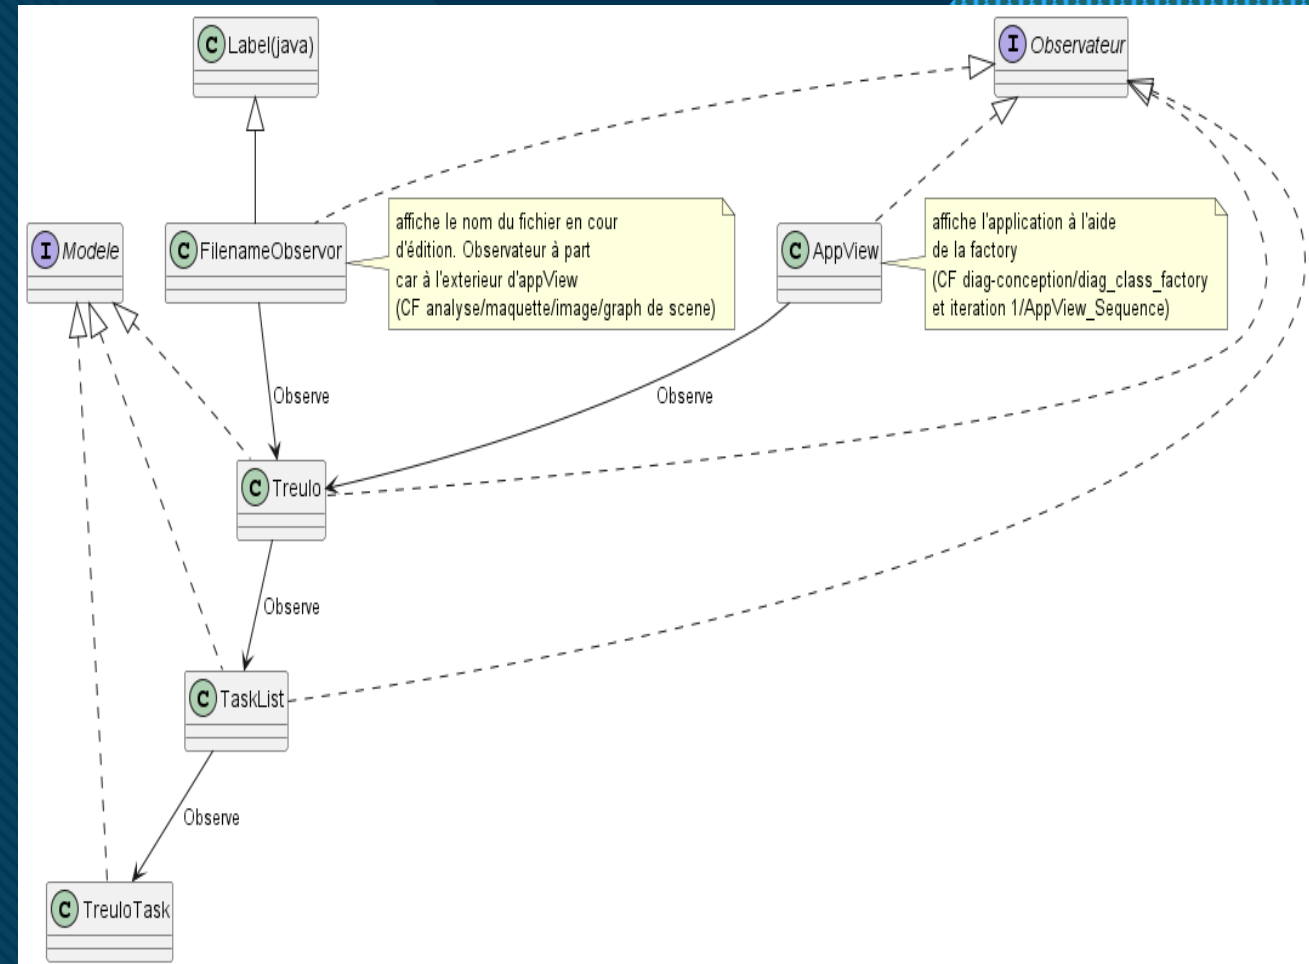 C Label(java)
I Observateur
I Modele
C FilenameObservor
affiche le nom du fichier en cour
d'édition. Observateur à part
car à l'exterieur d'appView
(CF analyse/maquette/image/graph de scene)
C AppView
affiche l'application à l'aide
de la factory
(CF diag-conception/diag_class_factory
et iteration 1/AppView_Sequence)
Observe
Observe
C Treulo
Observe
C TaskList
Observe
C TreuloTask